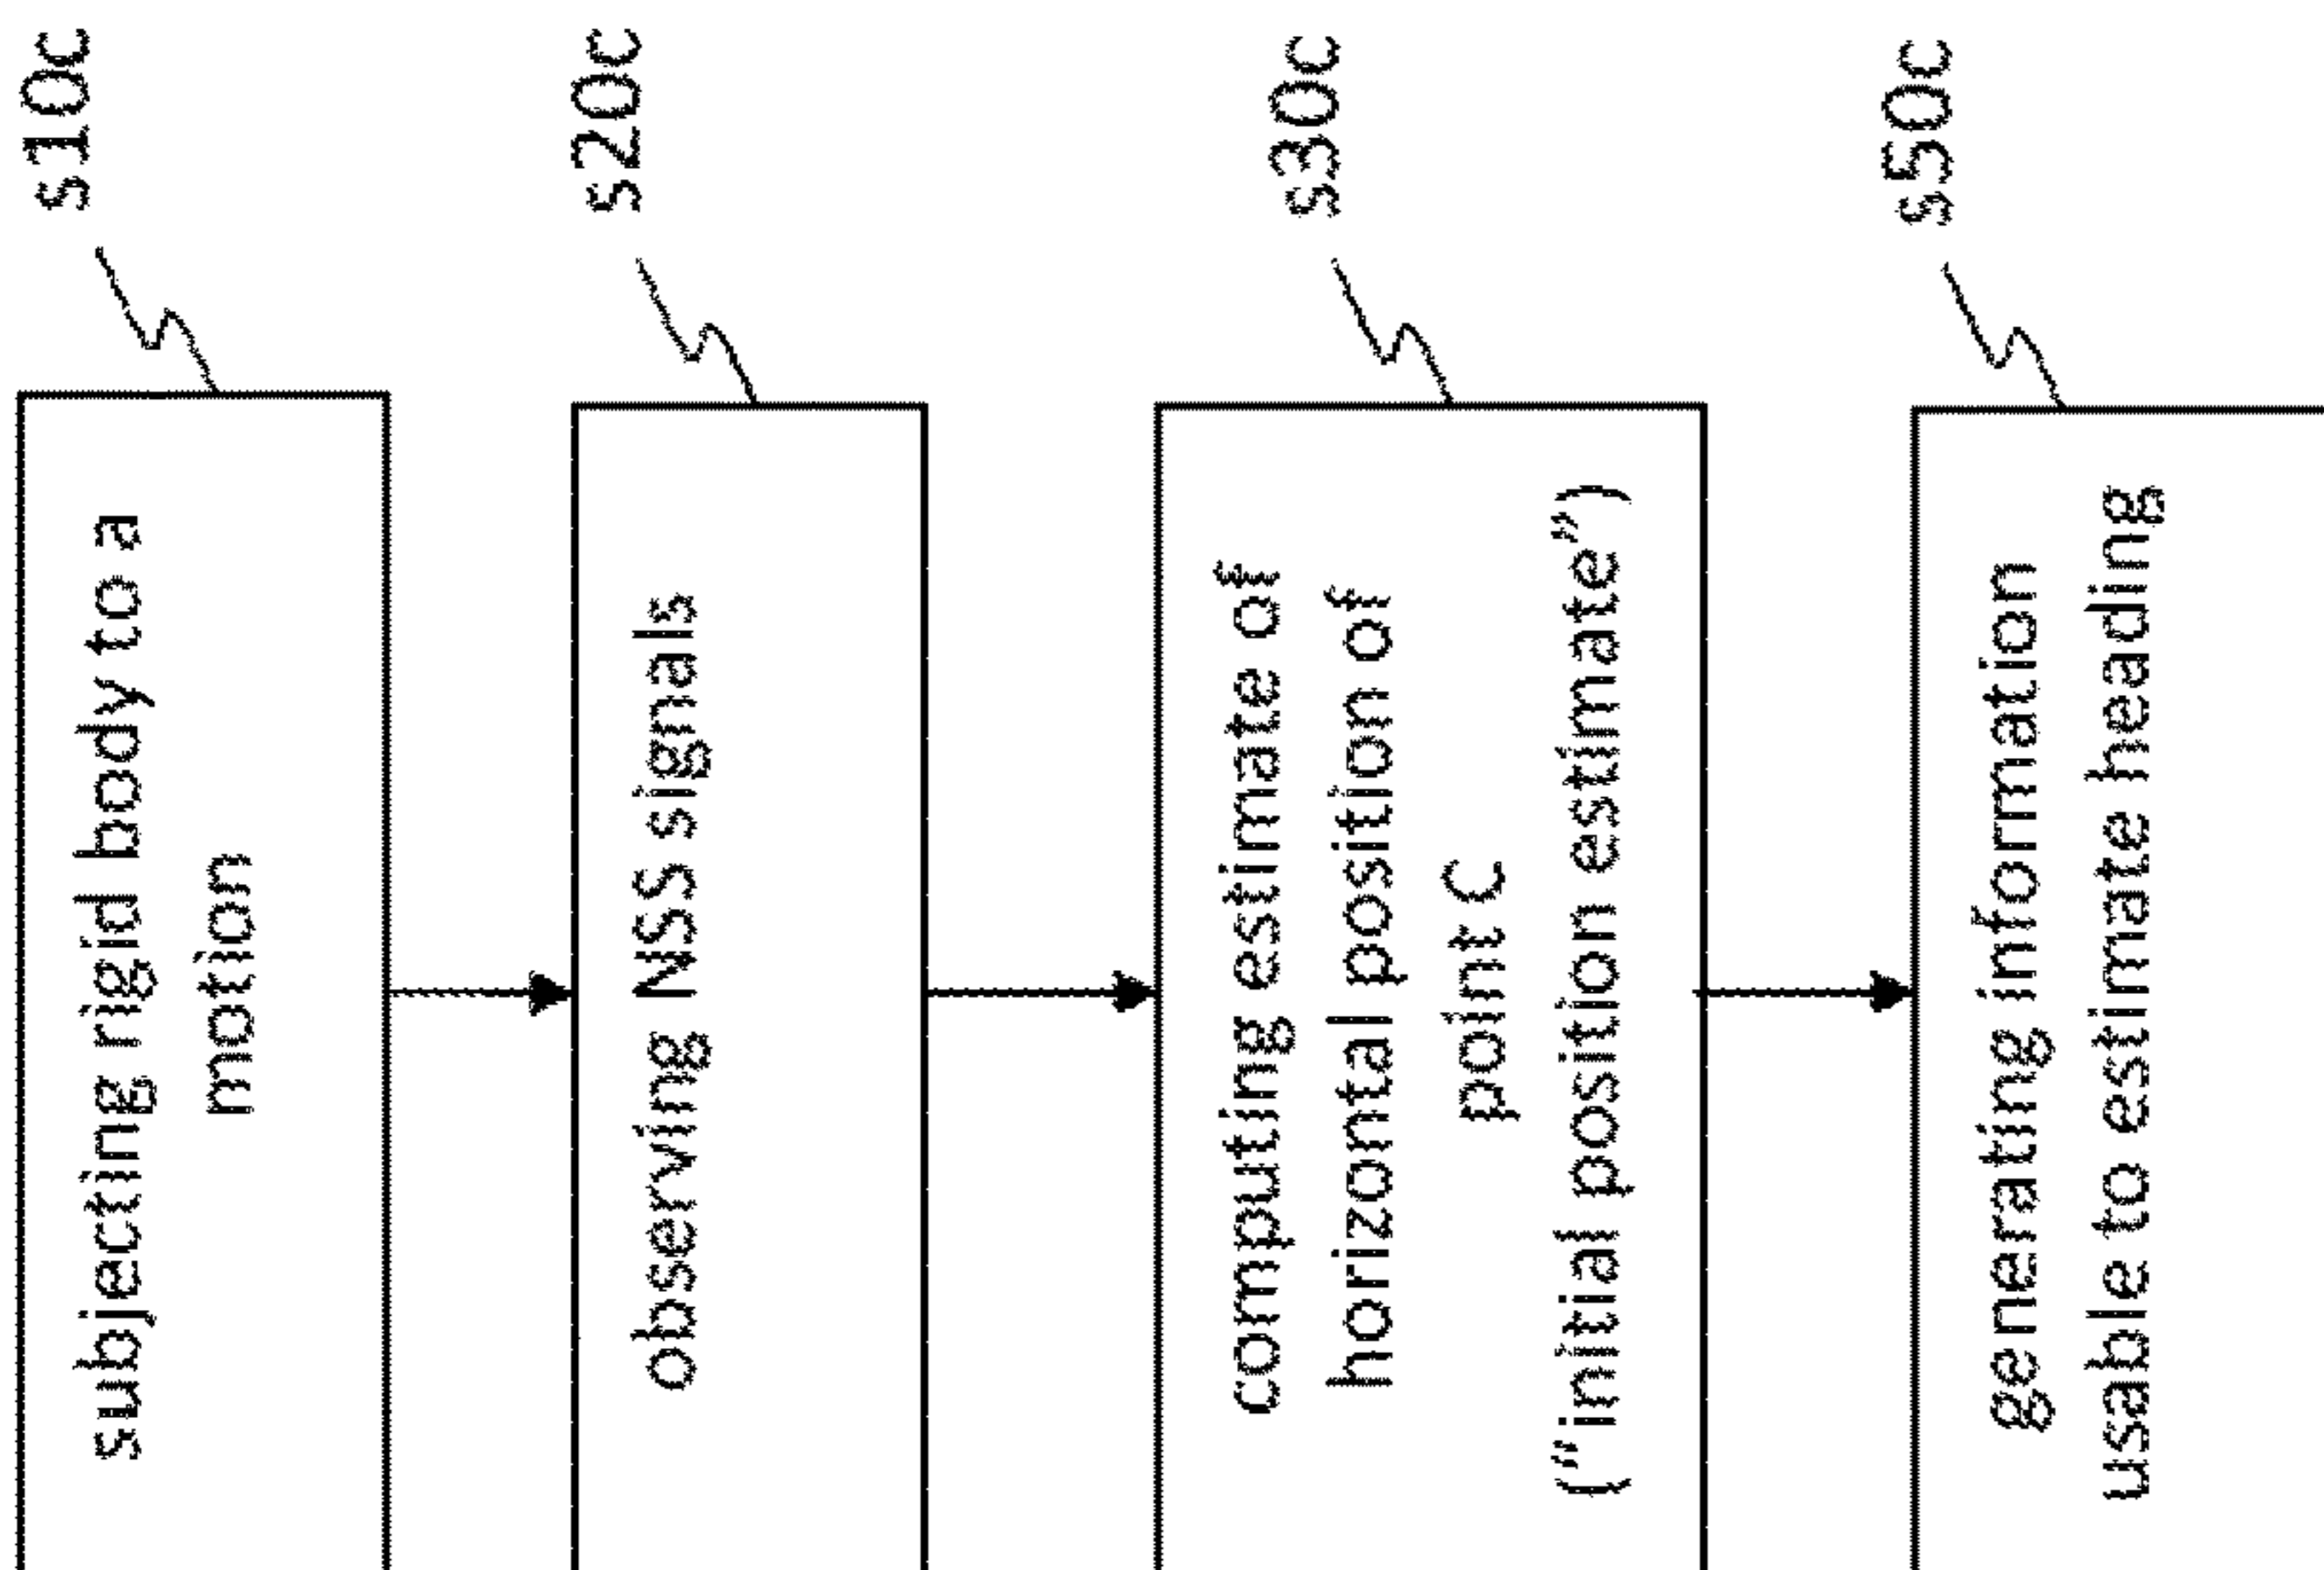 subjecting rigid body to a
motion
s10c
observing NSS signals
s20c
computing estimate of
horizontal position of
point C
("initial position estimate")
s30c
generating information
usable to estimate heading
s50c